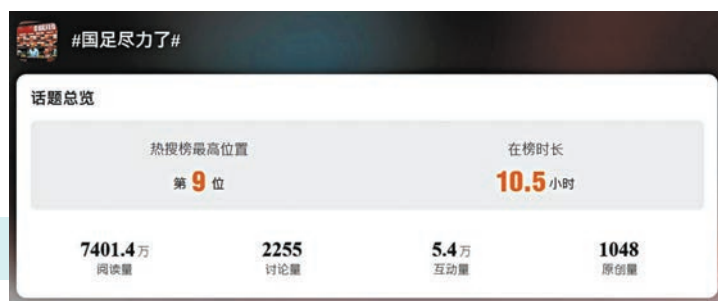 #国足尽力了#
话题总览
热搜榜最高位置
在榜时长
第 9 位
10.5 小时
7401.4万
2255
5.4万
1048
阅读量
讨论量
互动量
原创量